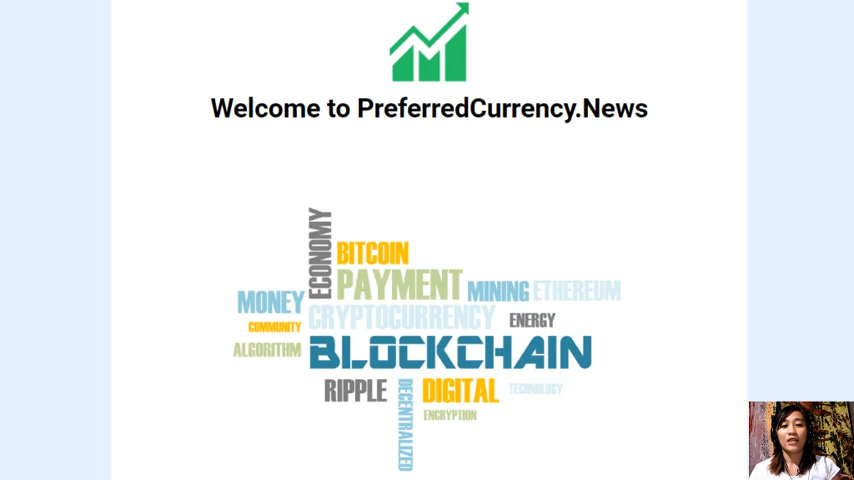 Welcome to PreferredCurrency.News
ECONOMY
BITCOIN
PAYMENT
MONEY
MINING
ETHEREUM
COMMUNITY
CRYPTOCURRENCY
ENERGY
ALGORITHM
BLOCKCHAIN
RIPPLE
DECENTRALIZED
DIGITAL
TECHNOLOGY
ENCRYPTION